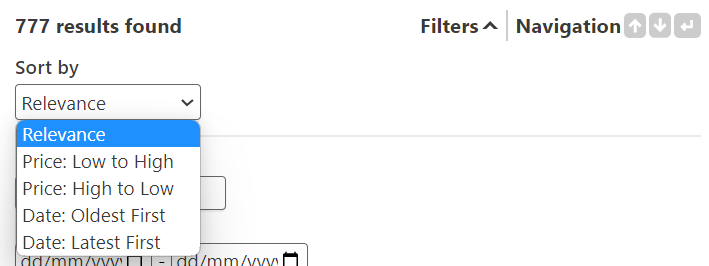 777 results found Filters Navigation
Sort by
Relevance
Relevance
Price: Low to High
Price: High to Low
Date: Oldest First
Date: Latest First
dd/mm/yyyy - dd/mm/yyyy